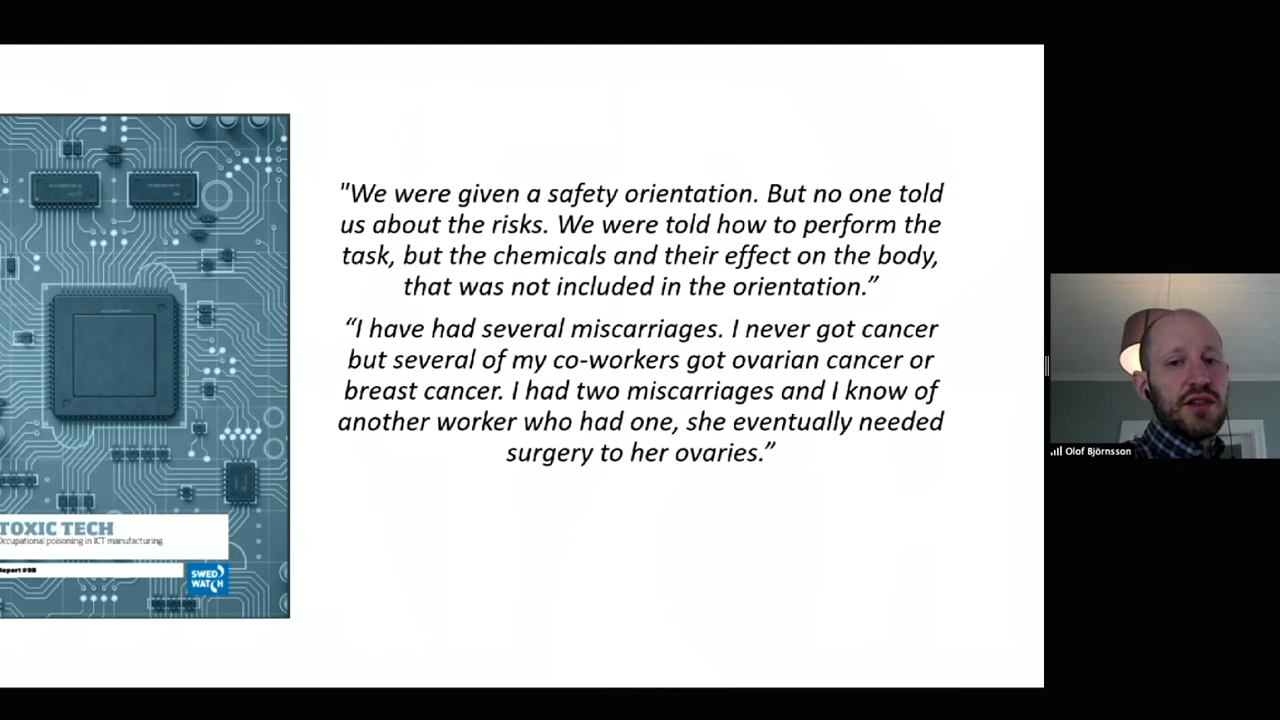 "We were given a safety orientation. But no one told
us about the risks. We were told how to perform the
task, but the chemicals and their effect on the body,
that was not included in the orientation.”
“I have had several miscarriages. I never got cancer
but several of my co-workers got ovarian cancer or
breast cancer. I had two miscarriages and I know of
another worker who had one, she eventually needed
surgery to her ovaries.”
TOXIC TECH
Occupational poisoning in ICT manufacturing
Report #98
SWED
WATCH
Olof Björnsson